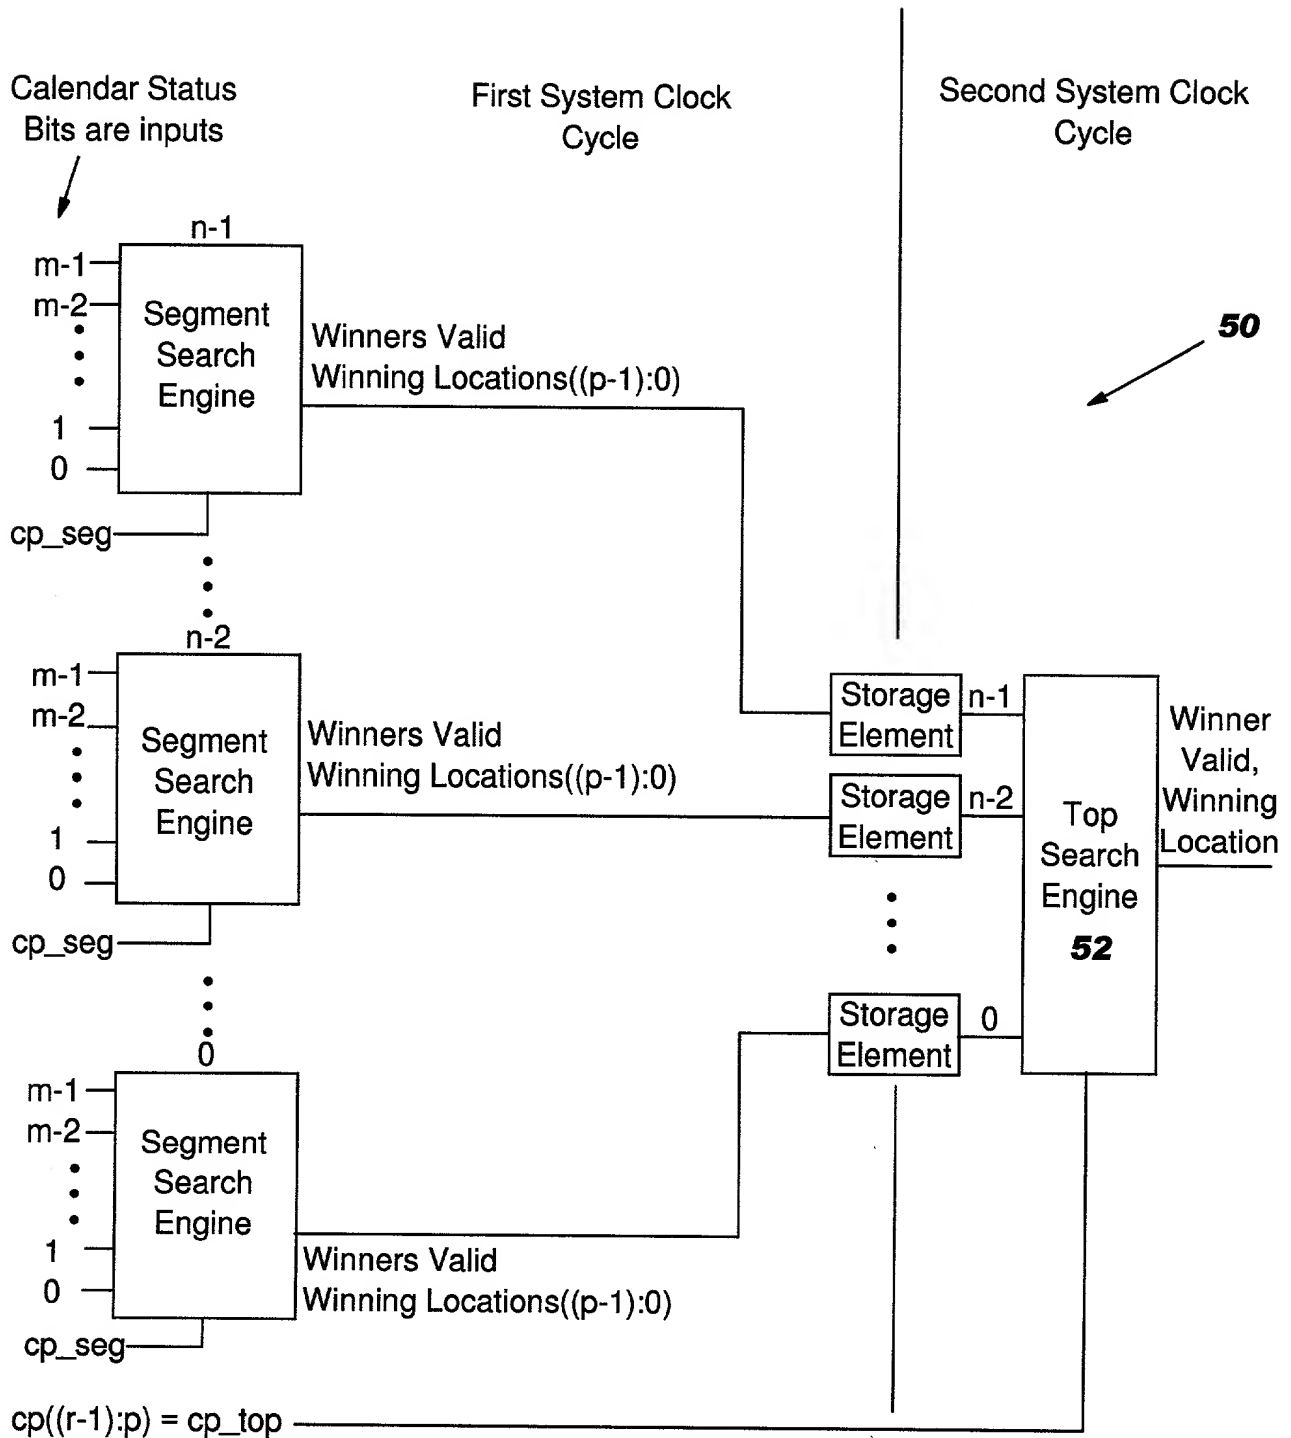 Calendar Status
Bits are inputs
First System Clock
Cycle
Second System Clock
Cycle
50
n-1
m-1
m-2
1
0
Segment
Search
Engine
cp_seg
Winners Valid
Winning Locations((p-1):0)
n-2
m-1
m-2
1
0
Segment
Search
Engine
cp_seg
Winners Valid
Winning Locations((p-1):0)
0
m-1
m-2
1
0
Segment
Search
Engine
cp_seg
Winners Valid
Winning Locations((p-1):0)
Storage
Element
n-1
Storage
Element
n-2
Storage
Element
0
Top
Search
Engine
52
Winner
Valid,
Winning
Location
cp((r-1):p) = cp_top